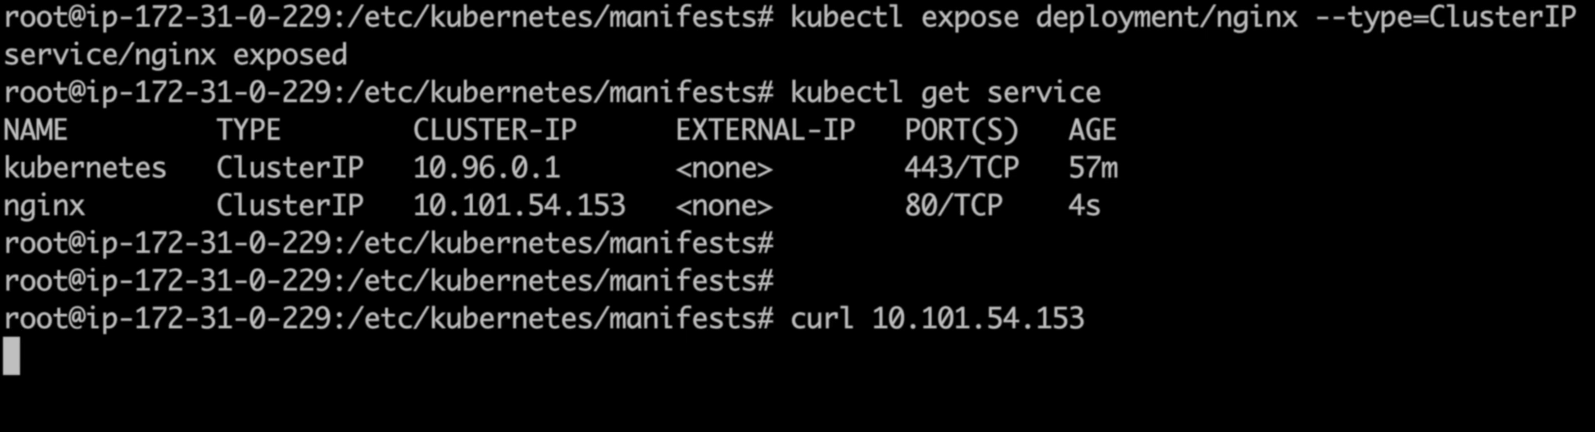 root@ip-172-31-0-229:/etc/kubernetes/manifests# kubectl expose deployment/nginx --type=ClusterIP
service/nginx exposed
root@ip-172-31-0-229:/etc/kubernetes/manifests# kubectl get service
NAME         TYPE        CLUSTER-IP      EXTERNAL-IP   PORT(S)   AGE
kubernetes   ClusterIP   10.96.0.1       <none>        443/TCP   57m
nginx        ClusterIP   10.101.54.153   <none>        80/TCP    4s
root@ip-172-31-0-229:/etc/kubernetes/manifests#
root@ip-172-31-0-229:/etc/kubernetes/manifests#
root@ip-172-31-0-229:/etc/kubernetes/manifests# curl 10.101.54.153